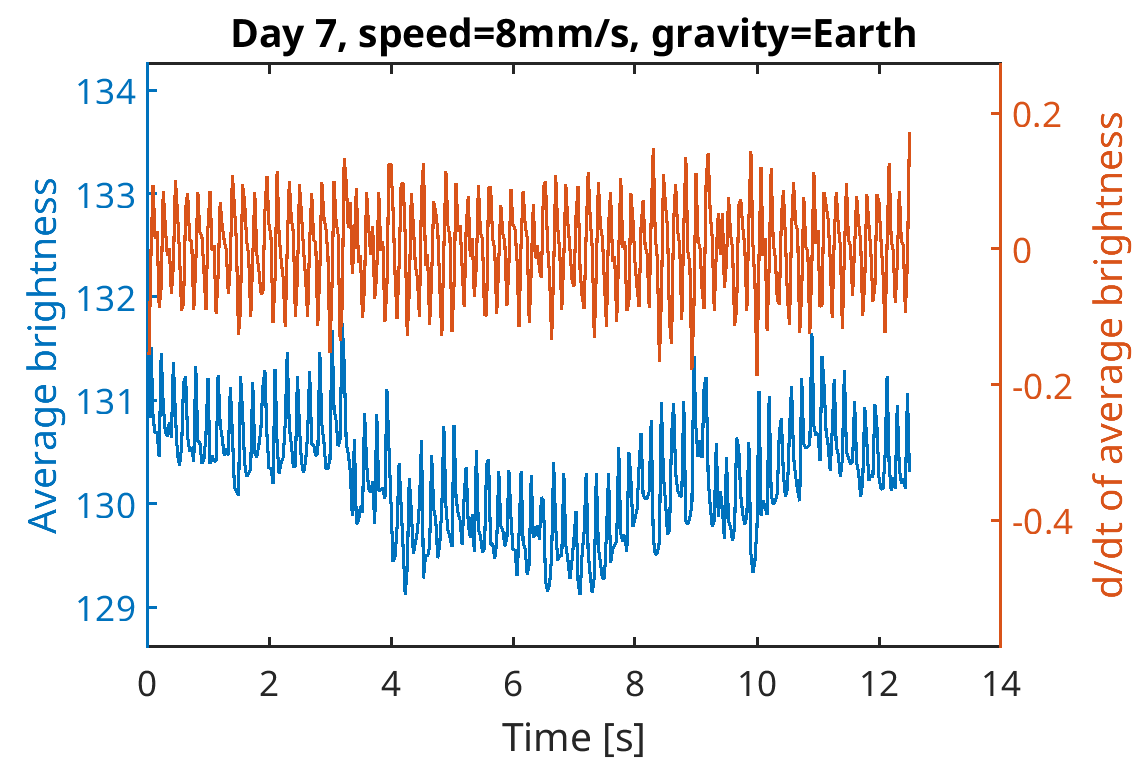 Day 7, speed=8mm/s, gravity=Earth
134
133
132
131
130
129
Average brightness
0.2
0
-0.2
-0.4
d/dt of average brightness
0 2 4 6 8 10 12 14
Time [s]